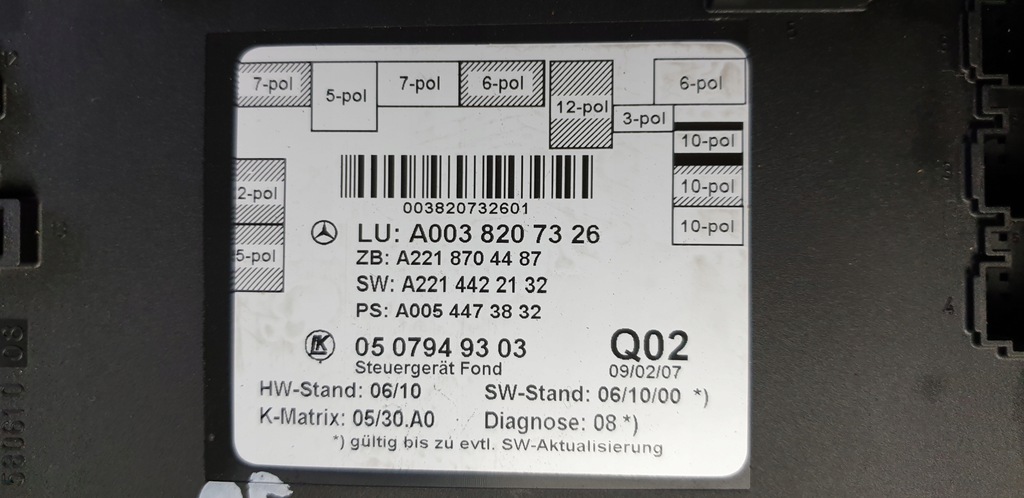 7-pol
5-pol
7-pol
6-pol
12-pol
3-pol
6-pol
10-pol
10-pol
10-pol
2-pol
5-pol
003820732601
LU: A003 820 73 26
ZB: A221 870 44 87
SW: A221 442 21 32
PS: A005 447 38 32
05 0794 93 03
Q02
Steuergerät Fond
09/02/07
HW-Stand: 06/10
SW-Stand: 06/10/00 *)
K-Matrix: 05/30.A0
Diagnose: 08 *)
*) gültig bis zu evtl. SW-Aktualisierung
5
4